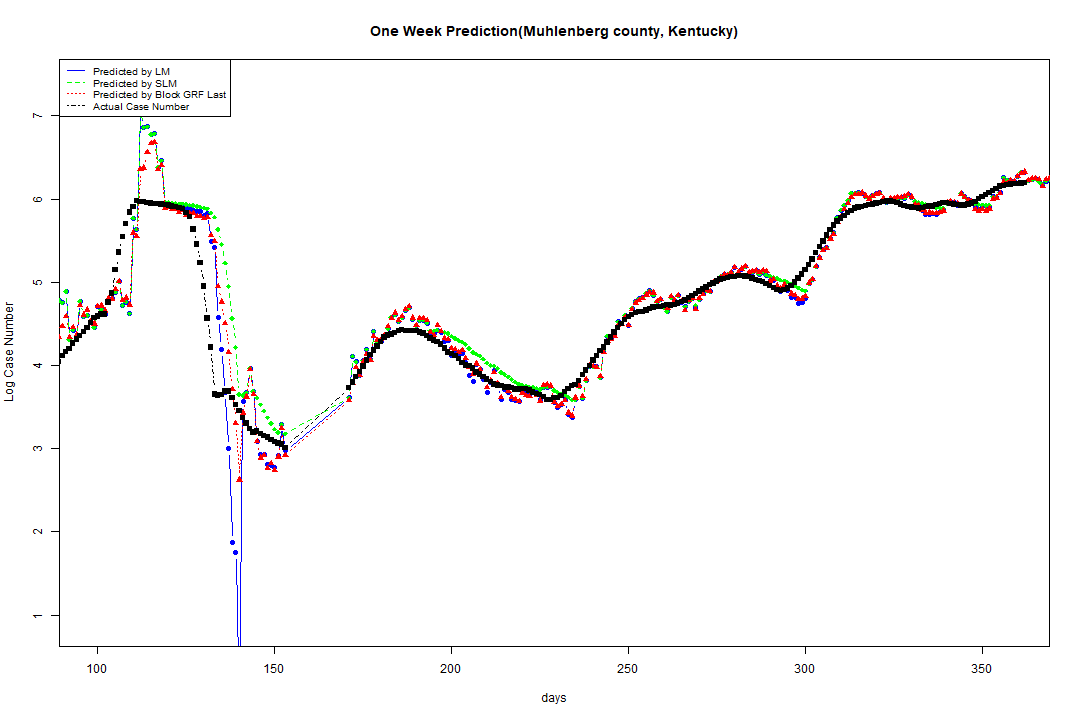 One Week Prediction(Muhlenberg county, Kentucky)
Predicted by LM
Predicted by SLM
Predicted by Block GRF Last
Actual Case Number
7
6
5
4
3
2
1
Log Case Number
100 150 200 250 300 350
days